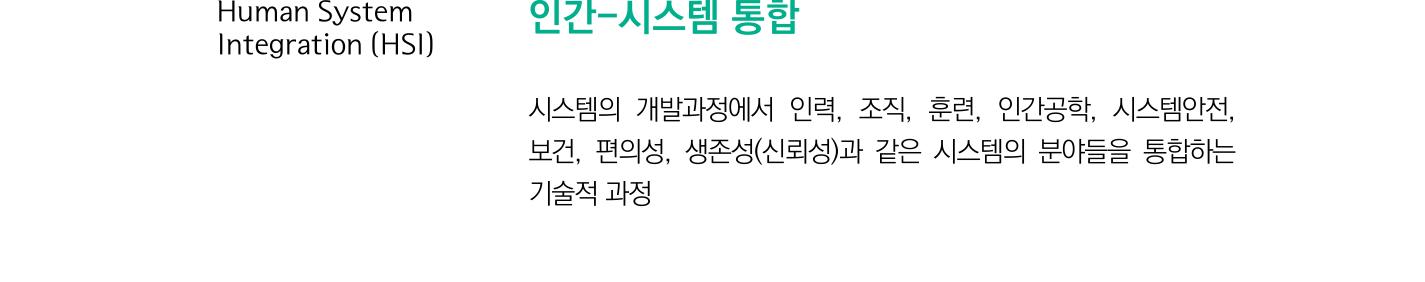 Human System
Integration (HSI)
인간-시스템 통합
시스템의 개발과정에서 인력, 조직, 훈련, 인간공학, 시스템안전,
보건, 편의성, 생존성(신뢰성)과 같은 시스템의 분야들을 통합하는
기술적 과정